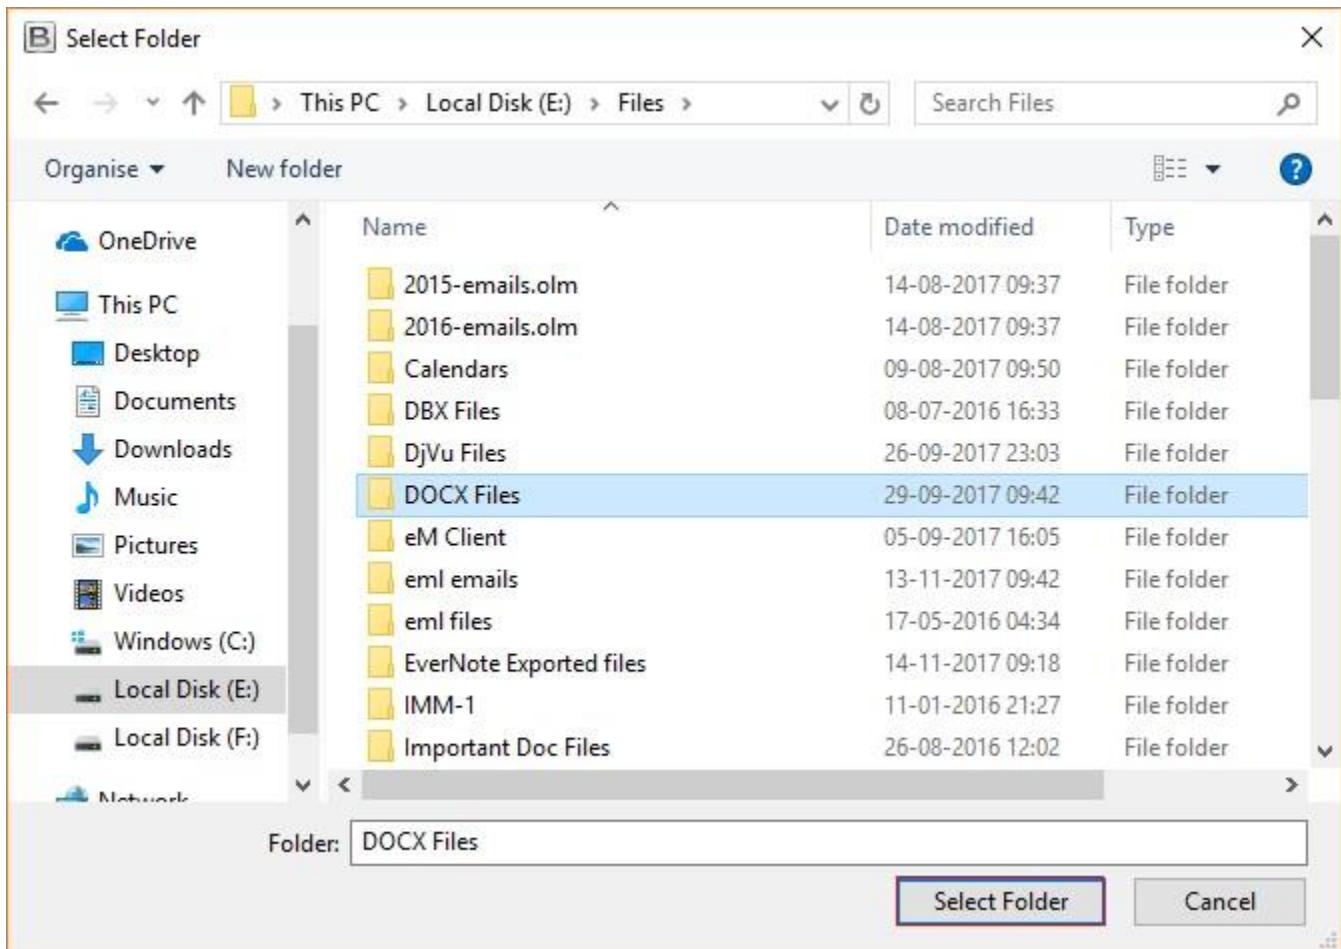 B Select Folder
This PC > Local Disk (E:) > Files >
Search Files
Organise
New folder
?
OneDrive
This PC
Desktop
Documents
Downloads
Music
Pictures
Videos
Windows (C:)
Local Disk (E:)
Local Disk (F:)
Network
Name Date modified Type
2015-emails.olm 14-08-2017 09:37 File folder
2016-emails.olm 14-08-2017 09:37 File folder
Calendars 09-08-2017 09:50 File folder
DBX Files 08-07-2016 16:33 File folder
DjVu Files 26-09-2017 23:03 File folder
DOCX Files 29-09-2017 09:42 File folder
eM Client 05-09-2017 16:05 File folder
eml emails 13-11-2017 09:42 File folder
eml files 17-05-2016 04:34 File folder
EverNote Exported files 14-11-2017 09:18 File folder
IMM-1 11-01-2016 21:27 File folder
Important Doc Files 26-08-2016 12:02 File folder
Folder: DOCX Files
Select Folder
Cancel